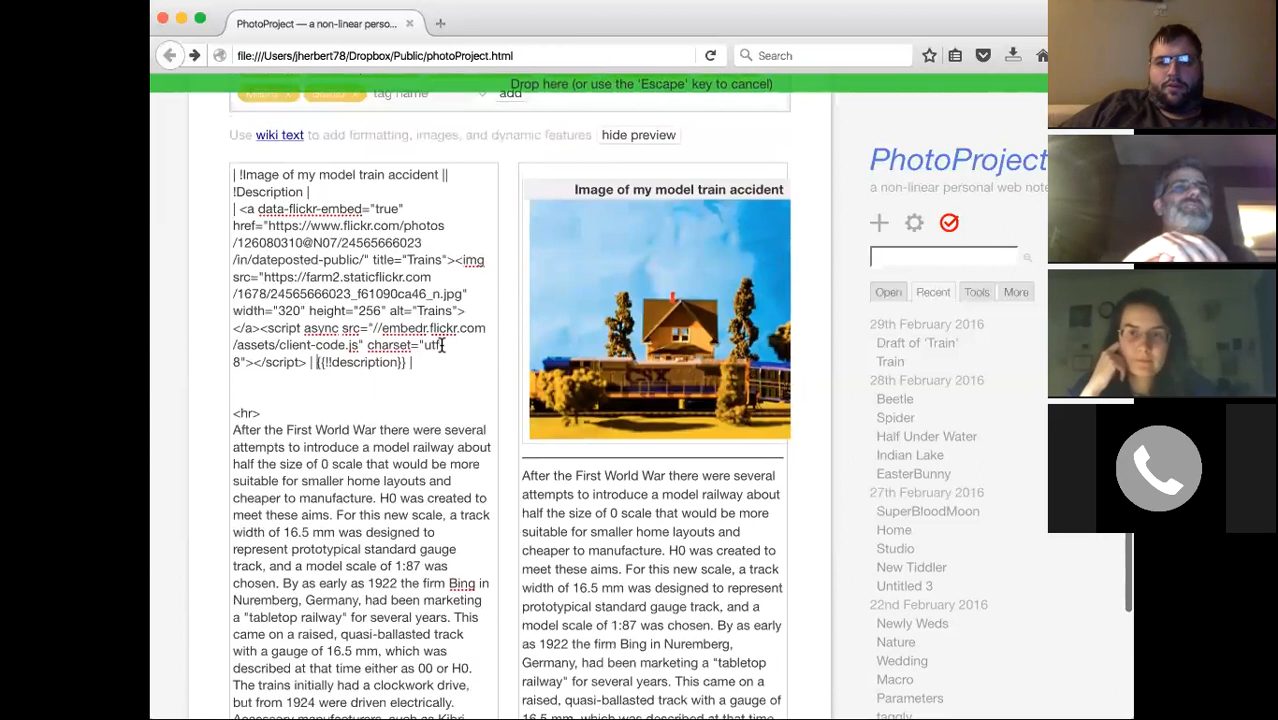 PhotoProject — a non-linear perso...
file:///Users/jherbert78/Dropbox/Public/photoProject.html
Search
Drop here (or use the 'Escape' key to cancel)
tag name
add
Use wiki text to add formatting, images, and dynamic features
hide preview
| !Image of my model train accident ||
!Description |
| <a data-flickr-embed="true"
href="https://www.flickr.com/photos
/126080310@N07/24565666023
/in/dateposted-public/" title="Trains"><img
src="https://farm2.staticflickr.com
/1678/24565666023_f61090ca46_n.jpg"
width="320" height="256" alt="Trains">
</a><script async src="//embedr.flickr.com
/assets/client-code.js" charset="utf-
8"></script> | {{!!description}} |
<hr>
After the First World War there were several
attempts to introduce a model railway about
half the size of 0 scale that would be more
suitable for smaller home layouts and
cheaper to manufacture. H0 was created to
meet these aims. For this new scale, a track
width of 16.5 mm was designed to
represent prototypical standard gauge
track, and a model scale of 1:87 was
chosen. By as early as 1922 the firm Bing in
Nuremberg, Germany, had been marketing
a "tabletop railway" for several years. This
came on a raised, quasi-ballasted track
with a gauge of 16.5 mm, which was
described at that time either as 00 or H0.
The trains initially had a clockwork drive,
but from 1924 were driven electrically.
Accessory manufacturers, such as Kibri
Image of my model train accident
CSX
After the First World War there were several
attempts to introduce a model railway about
half the size of 0 scale that would be more
suitable for smaller home layouts and
cheaper to manufacture. H0 was created to
meet these aims. For this new scale, a track
width of 16.5 mm was designed to represent
prototypical standard gauge track, and a
model scale of 1:87 was chosen. By as early
as 1922 the firm Bing in Nuremberg,
Germany, had been marketing a "tabletop
railway" for several years. This came on a
raised, quasi-ballasted track with a gauge of
16.5 mm, which was described at that time
PhotoProject
a non-linear personal web note
Open
Recent
Tools
More
29th February 2016
Draft of 'Train'
Train
28th February 2016
Beetle
Spider
Half Under Water
Indian Lake
EasterBunny
27th February 2016
SuperBloodMoon
Home
Studio
New Tiddler
Untitled 3
22nd February 2016
Newly Weds
Nature
Wedding
Macro
Parameters
taggly